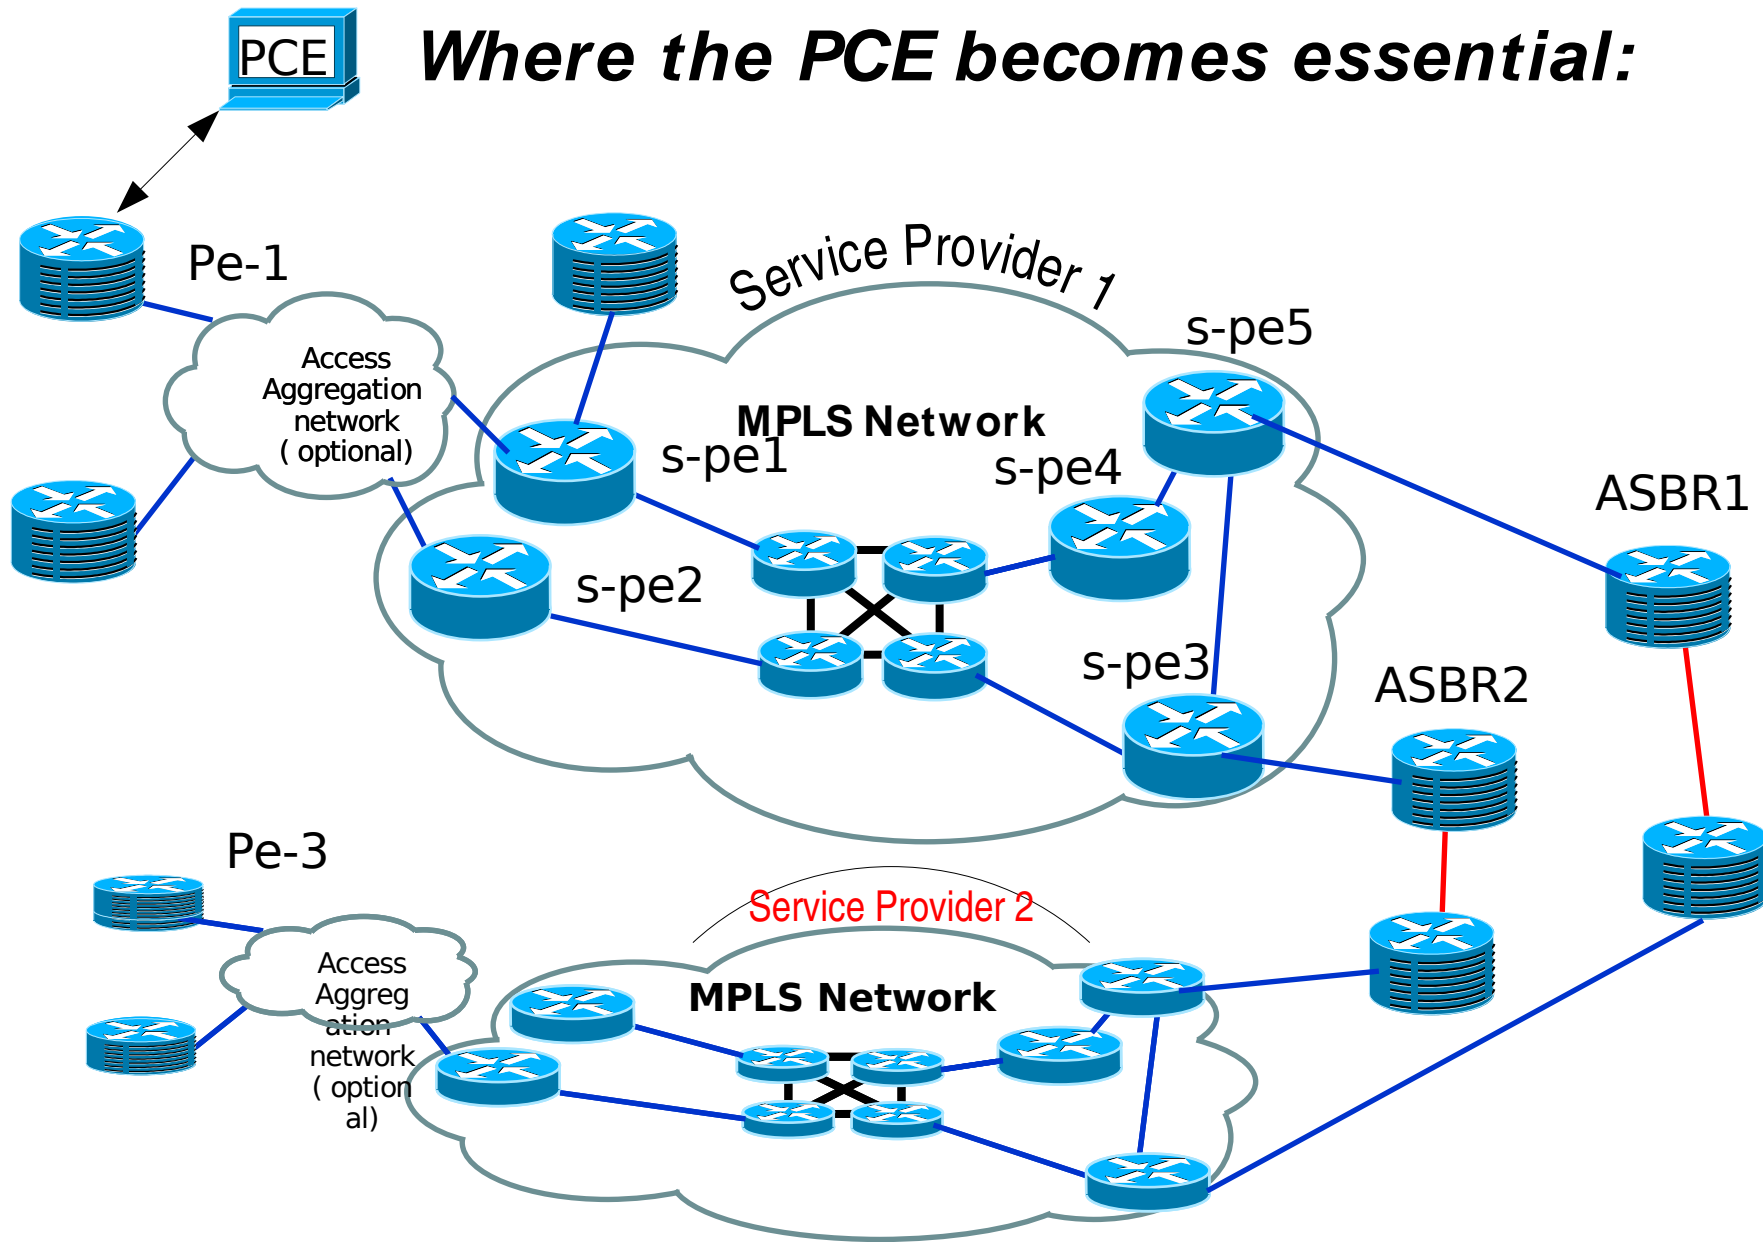 PCE
Where the PCE becomes essential:
Pe-1
Service Provider 1
s-pe5
Access
Aggregation
network
( optional)
MPLS Network
s-pe1
s-pe4
ASBR1
s-pe2
s-pe3
ASBR2
Pe-3
Service Provider 2
Access
Aggreg
ation
network
( option
al)
MPLS Network